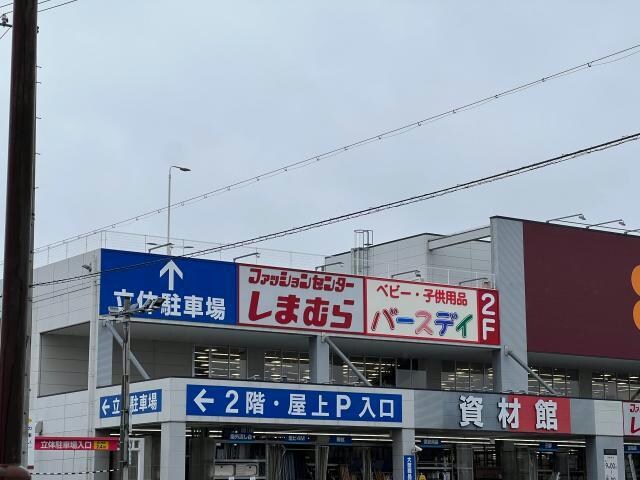 立体駐車場
ファッションセンター
しまむら
ベビー・子供用品
バースデイ
2F
←立体駐車場
←2階・屋上P入口
資材館
立体駐車場入口